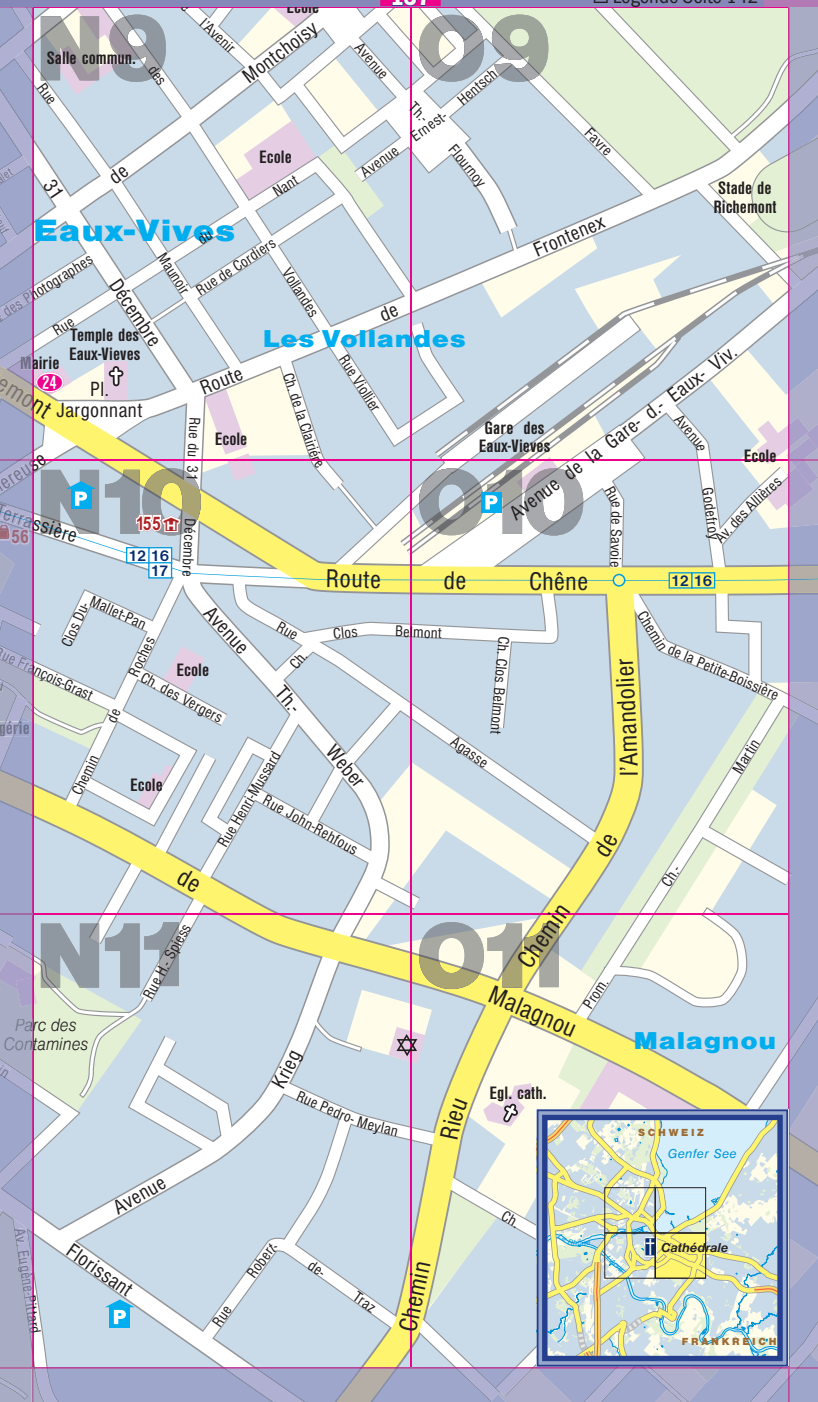 137
Legende Seite 142
N9
O9
Ecole
l'Avenir
Montchoisy
Salle commun.
des
Rue
Avenue
Th.-
Ernest-
Hentsch
Flournoy
Favre
Ecole
Avenue
Nant
31
de
Stade de
Richemont
Eaux-Vives
du
Frontenex
Maunoir
Rue de Cordiers
Vollandes
des Photographes
Décembre
Rue
de
Les Vollandes
Temple des
Eaux-Vieves
Mairie
24
Pl.
Jargonnant
Route
Rue Viollier
Ch. de la Clairière
Rue du 31
Ecole
Gare des
Eaux-Vieves
Avenue de la Gare- d.- Eaux- Viv.
Avenue
Godefroy
Ecole
Av. des Allières
N10
O10
P
P
Terrassière
155
56
Décembre
12 16
17
Rue de Savoie
Route de Chêne
12 16
Clos Du-
Mallet-Pan
Roches
Avenue
Rue
Ch.
Clos
Belmont
Ch. Clos Belmont
Chemin de la Petite-Boissière
Rue François-Grast
Ecole
Ch. des Vergers
Th.-
de
Chemin
Weber
Agasse
l'Amandolier
Martin
Ecole
Rue Henri-Mussard
Rue John-Rehfous
de
de
Ch.-
Chemin
N11
O11
Rue H.- Spiess
Malagnou
Prom.
Parc des
Contamines
Malagnou
Krieg
Egl. cath.
Rue Pedro- Meylan
Rieu
Avenue
Ch.
Florissant
Av. Eugène-Pittard
P
Rue
Robert-
de-
Traz
Chemin
SCHWEIZ
Genfer See
Cathédrale
FRANKREICH